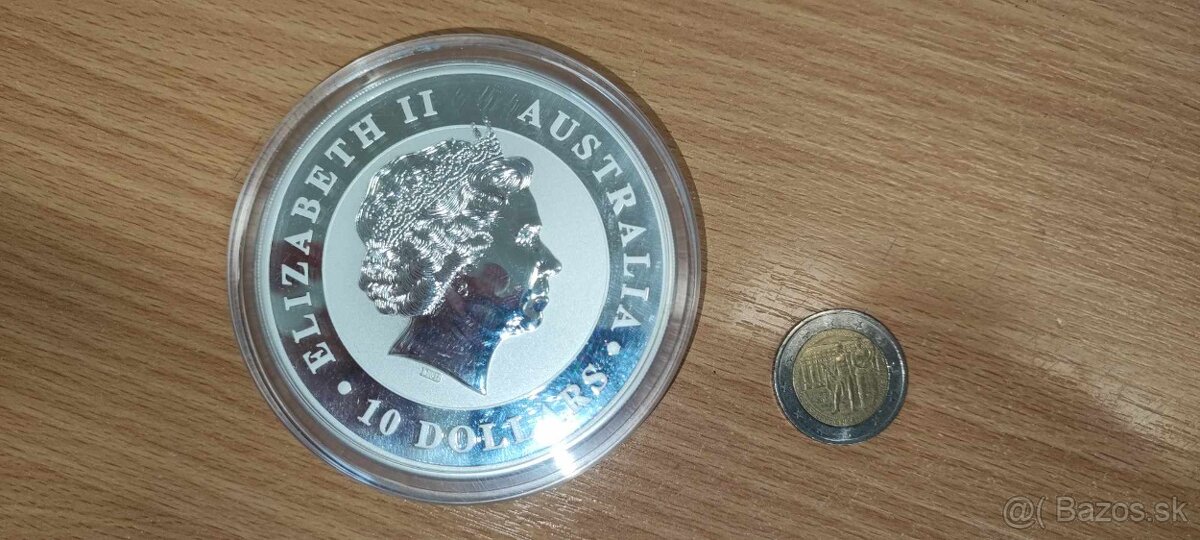 ELIZABETH II
AUSTRALIA
10 DOLLARS
@( Bazos.sk